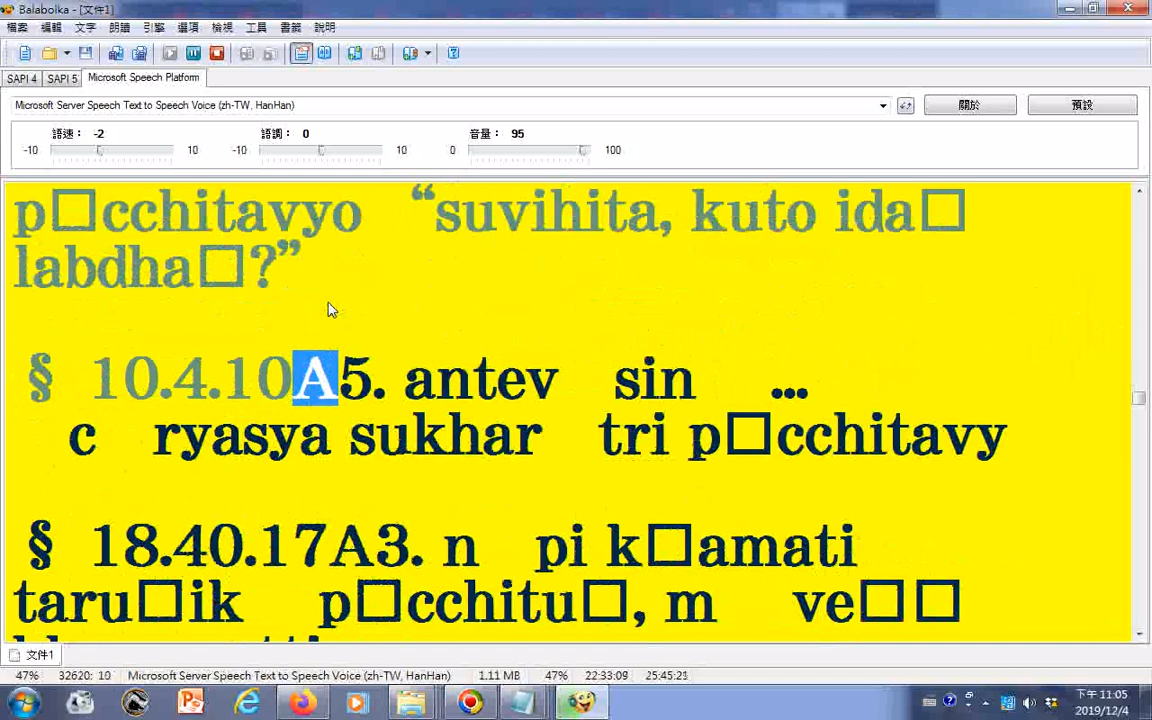 Balabolka - [文件1]
檔案 編輯 文字 朗讀 引擎 選項 檢視 工具 書籤 說明
SAPI 4 SAPI 5 Microsoft Speech Platform
Microsoft Server Speech Text to Speech Voice (zh-TW, HanHan) 關於 預設
語速： -2 語調： 0 音量： 95
-10 10 -10 10 0 100
p□cchitavyo “suvihita, kuto ida□
labdha□?”
§ 10.4.10A5. antev sin ...
c ryasya sukhar tri p□cchitavy
§ 18.40.17A3. n pi k□amati
taru□ik p□cchitu□, m ve□□
文件1
47% 32620: 10 Microsoft Server Speech Text to Speech Voice (zh-TW, HanHan) 1.11 MB 47% 22:33:09 25:45:21
下午 11:05
2019/12/4